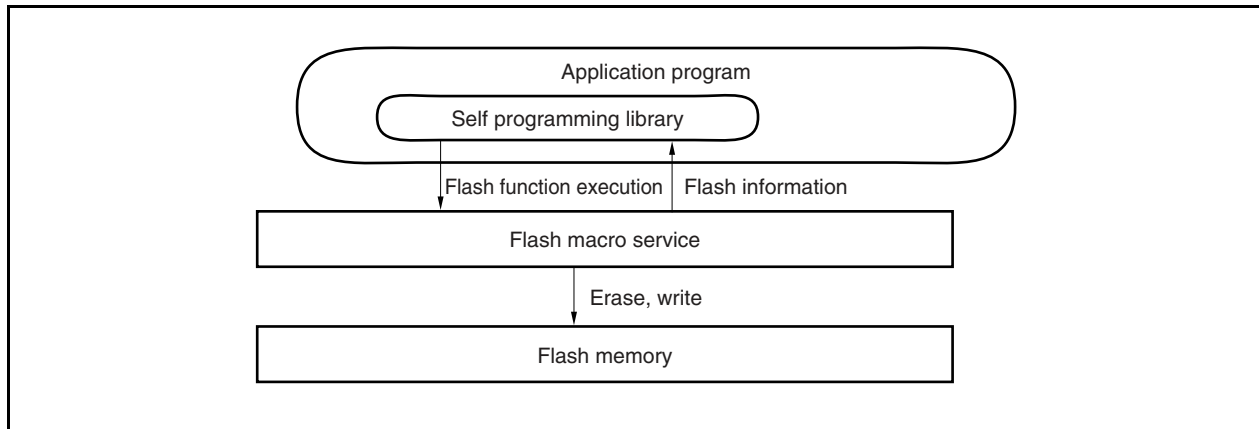 Application program
Self programming library
Flash function execution
Flash information
Flash macro service
Erase, write
Flash memory